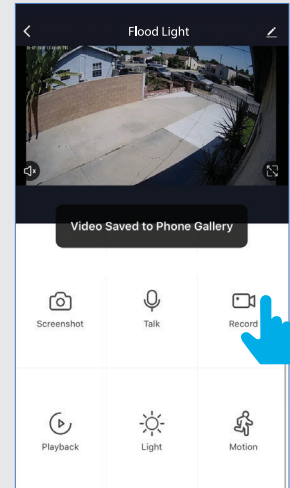 Flood Light
Video Saved to Phone Gallery
Screenshot
Talk
Record
Playback
Light
Motion